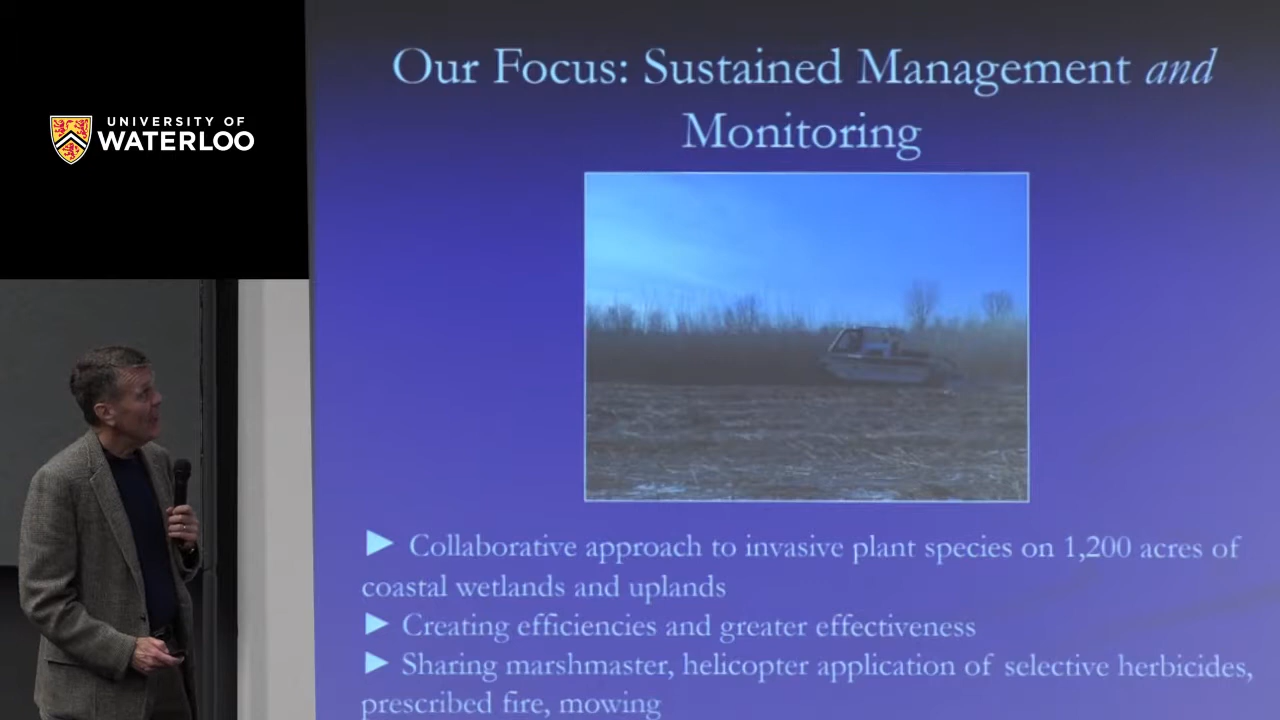 UNIVERSITY OF
WATERLOO
Our Focus: Sustained Management and
Monitoring
► Collaborative approach to invasive plant species on 1,200 acres of
coastal wetlands and uplands
► Creating efficiencies and greater effectiveness
► Sharing marshmaster, helicopter application of selective herbicides,
prescribed fire, mowing